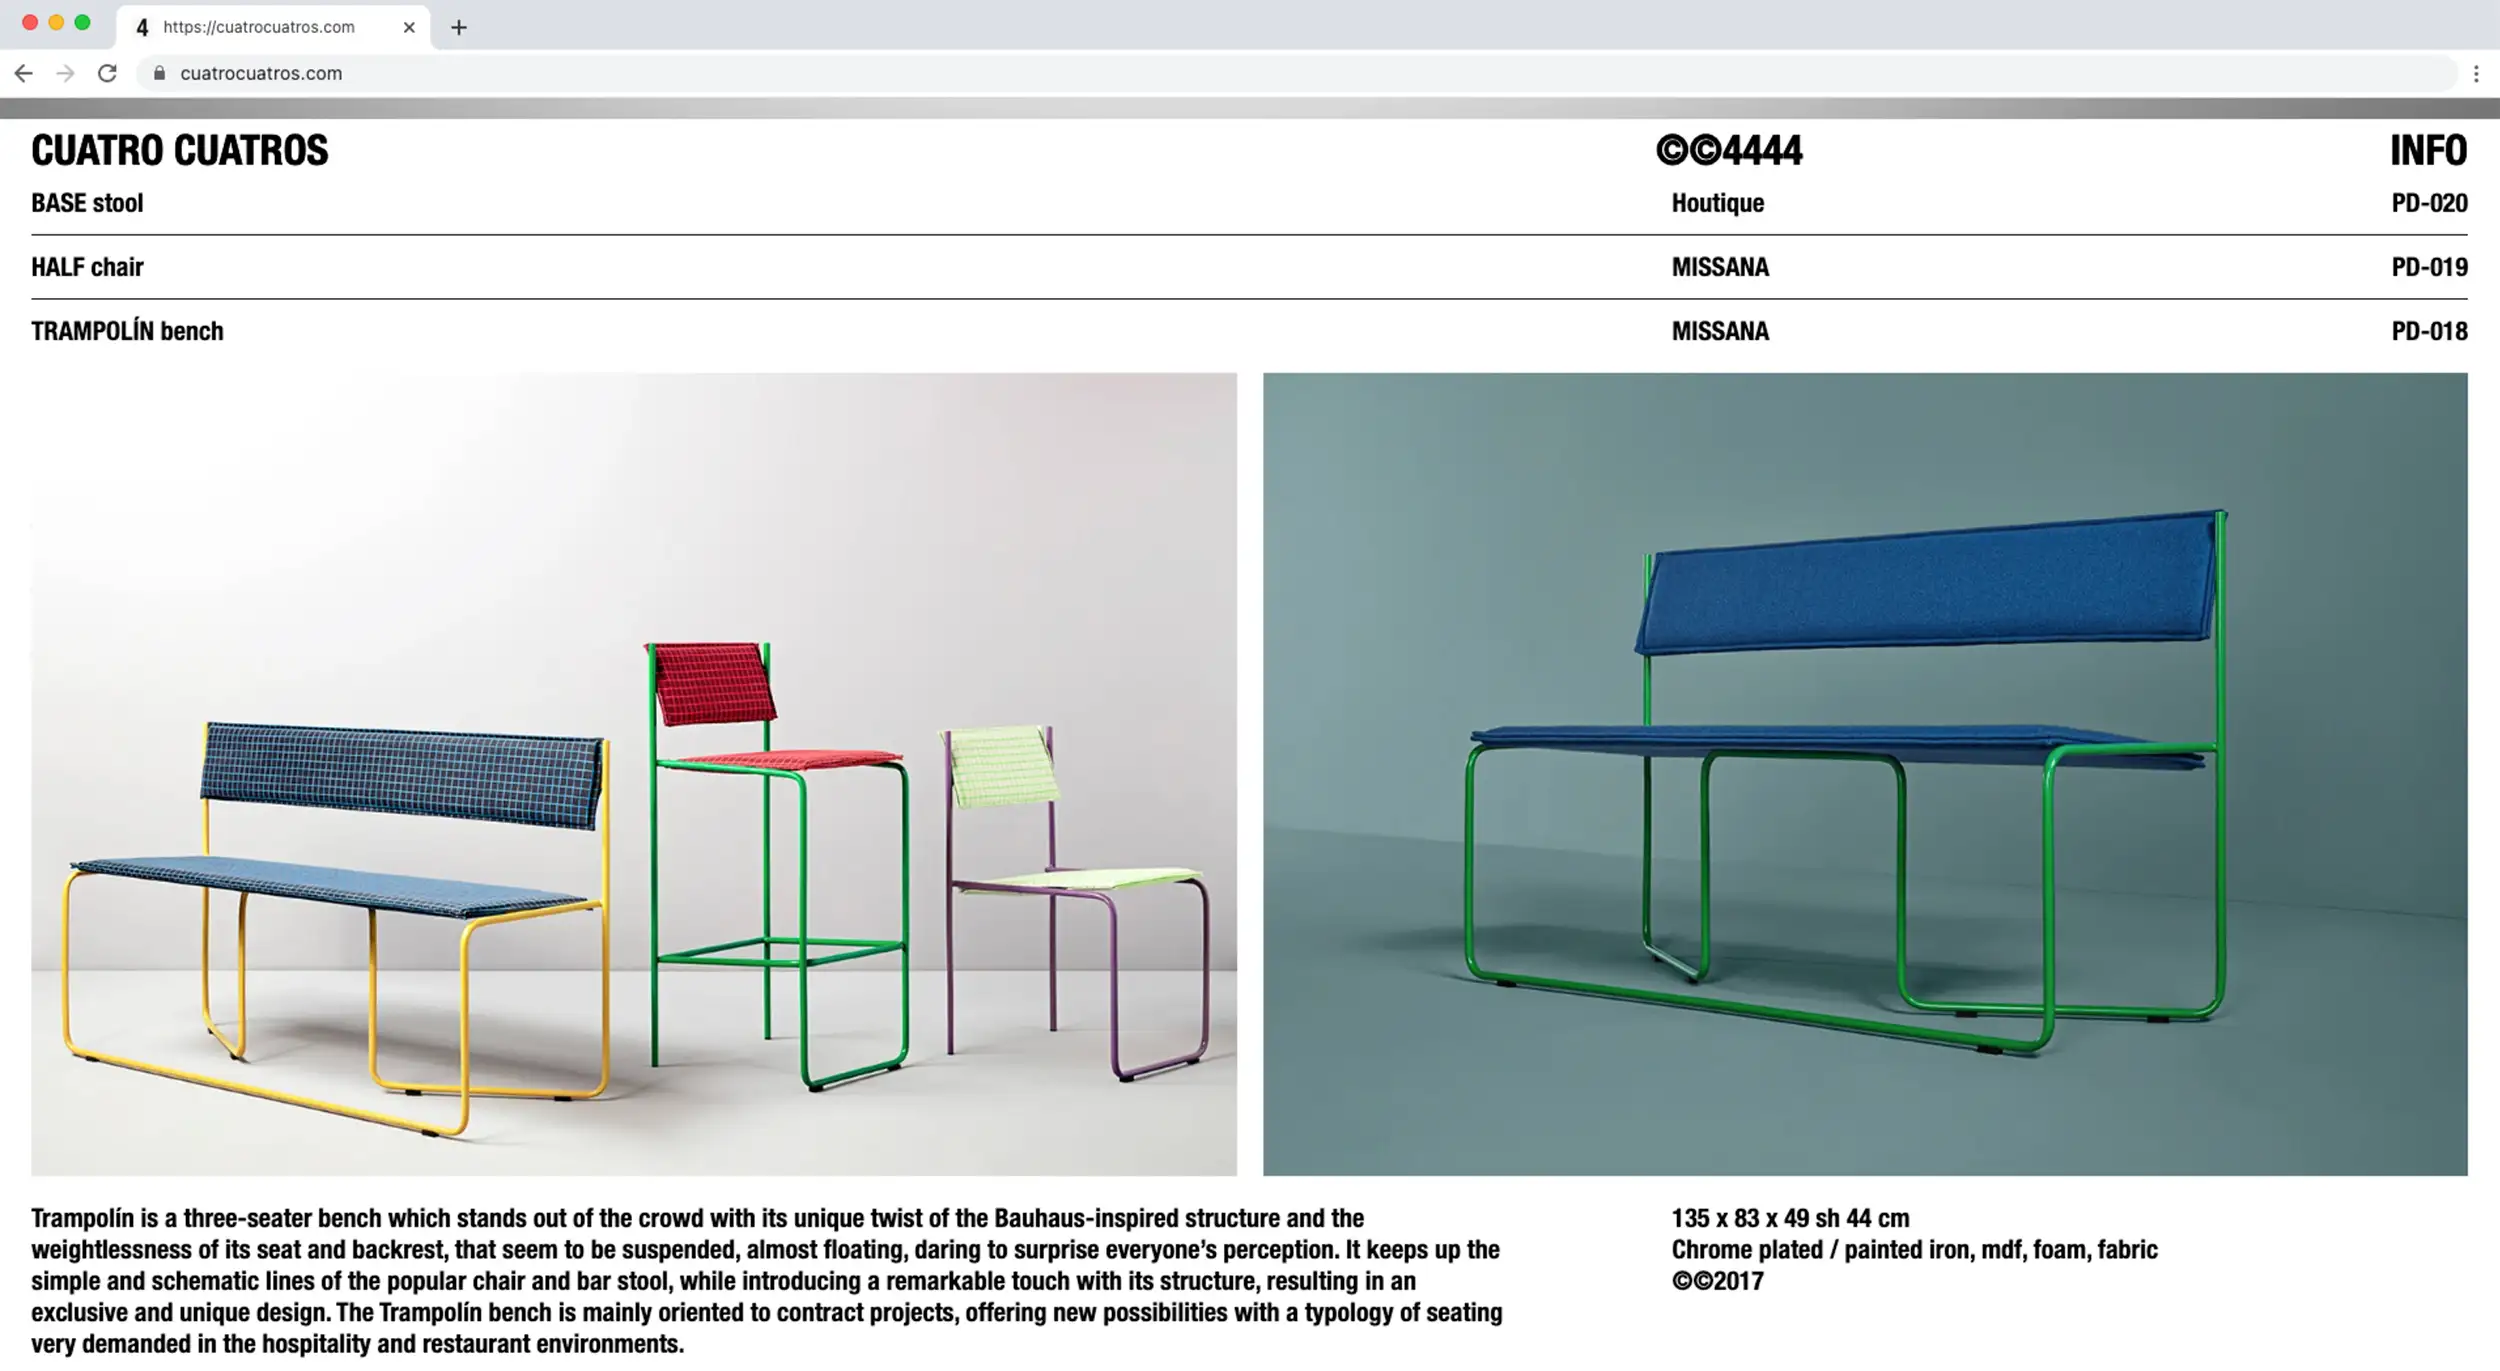 4 https://cuatrocuatros.com
cuatrocuatros.com
CUATRO CUATROS ©©4444 INFO
BASE stool Houtique PD-020
HALF chair MISSANA PD-019
TRAMPOLÍN bench MISSANA PD-018
Trampolín is a three-seater bench which stands out of the crowd with its unique twist of the Bauhaus-inspired structure and the
weightlessness of its seat and backrest, that seem to be suspended, almost floating, daring to surprise everyone’s perception. It keeps up the
simple and schematic lines of the popular chair and bar stool, while introducing a remarkable touch with its structure, resulting in an
exclusive and unique design. The Trampolín bench is mainly oriented to contract projects, offering new possibilities with a typology of seating
very demanded in the hospitality and restaurant environments.
135 x 83 x 49 sh 44 cm
Chrome plated / painted iron, mdf, foam, fabric
©©2017